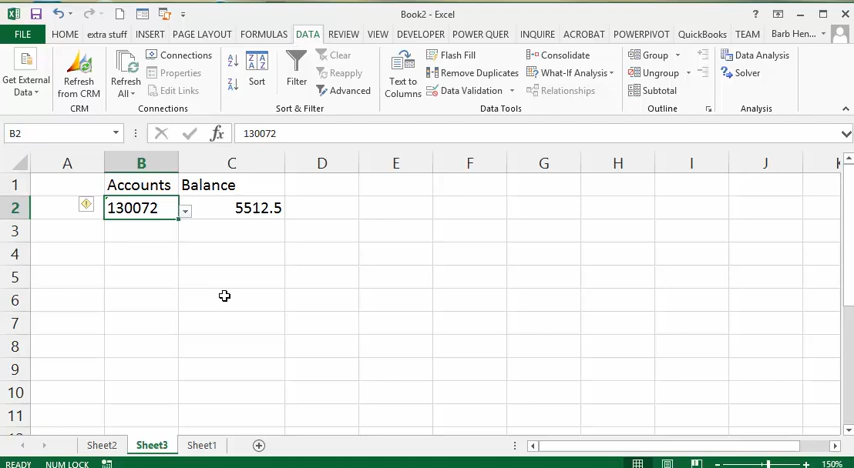 Book2 - Excel
FILE HOME extra stuff INSERT PAGE LAYOUT FORMULAS DATA REVIEW VIEW DEVELOPER POWER QUER INQUIRE ACROBAT POWERPIVOT QuickBooks TEAM Barb Hen...
Get External Data
Refresh from CRM
CRM
Refresh All
Connections
Properties
Edit Links
Connections
Sort
Filter
Clear
Reapply
Advanced
Sort & Filter
Text to Columns
Flash Fill
Remove Duplicates
Data Validation
Consolidate
What-If Analysis
Relationships
Data Tools
Group
Ungroup
Subtotal
Outline
Data Analysis
Solver
Analysis
B2 fx 130072
A B C D E F G H I J K
1 Accounts Balance
2 130072 5512.5
3
4
5
6
7
8
9
10
11
Sheet2 Sheet3 Sheet1
READY NUM LOCK 150%